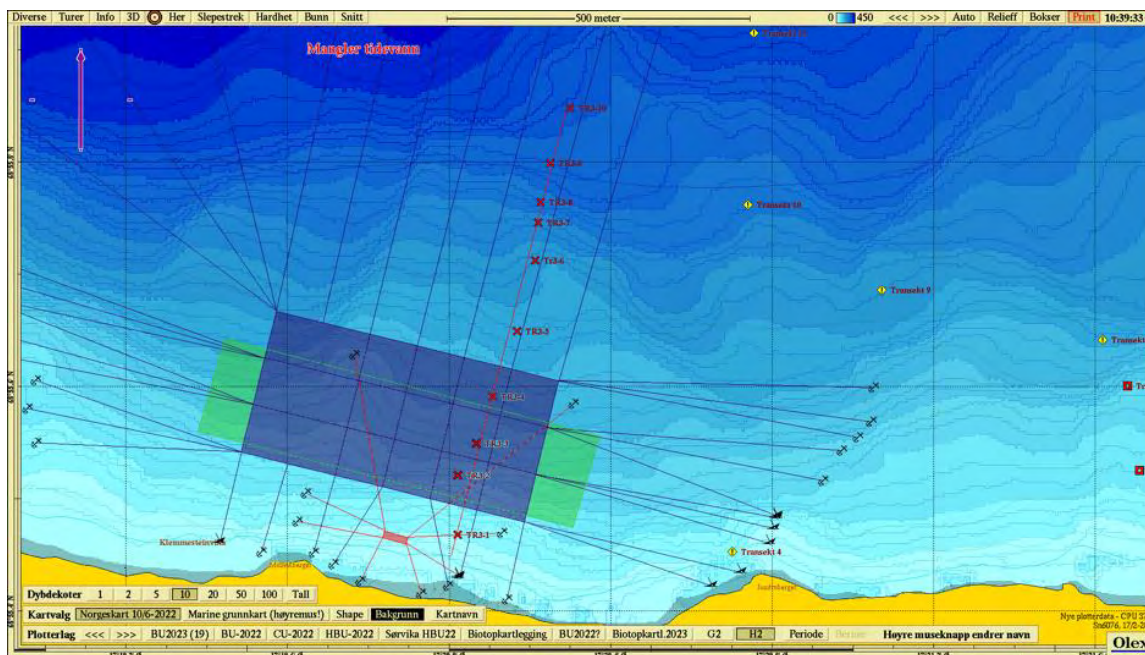 Diverse Turer Info 3D Her Slepestrek Hardhet Bunn Snitt 500 meter 0 450 <<< >>> Auto Relieff Bokser Print 10:39:33
Mangler tidevann
TR3-10
TR3-9
TR3-8
Transekt 10
TR3-7
Tr3-6
Transekt 9
TR3-5
Transekt
TR3-4
TR3-3
TR3-2
TR3-1
Transekt 4
Dybdekoter 1 2 5 10 20 50 100 Tall
Kartvalg Norgeskart 10/6-2022 Marine grunnkart (høyremus!) Shape Bakgrunn Kartnavn
Nye plotterdata - CPU
Plotterlag <<< >>> BU2023 (19) BU-2022 CU-2022 HBU-2022 Sørvika HBU22 Biotopkartlegging BU2022? Biotopkartl.2023 G2 H2 Periode Høyre museknapp endrer navn
Olex